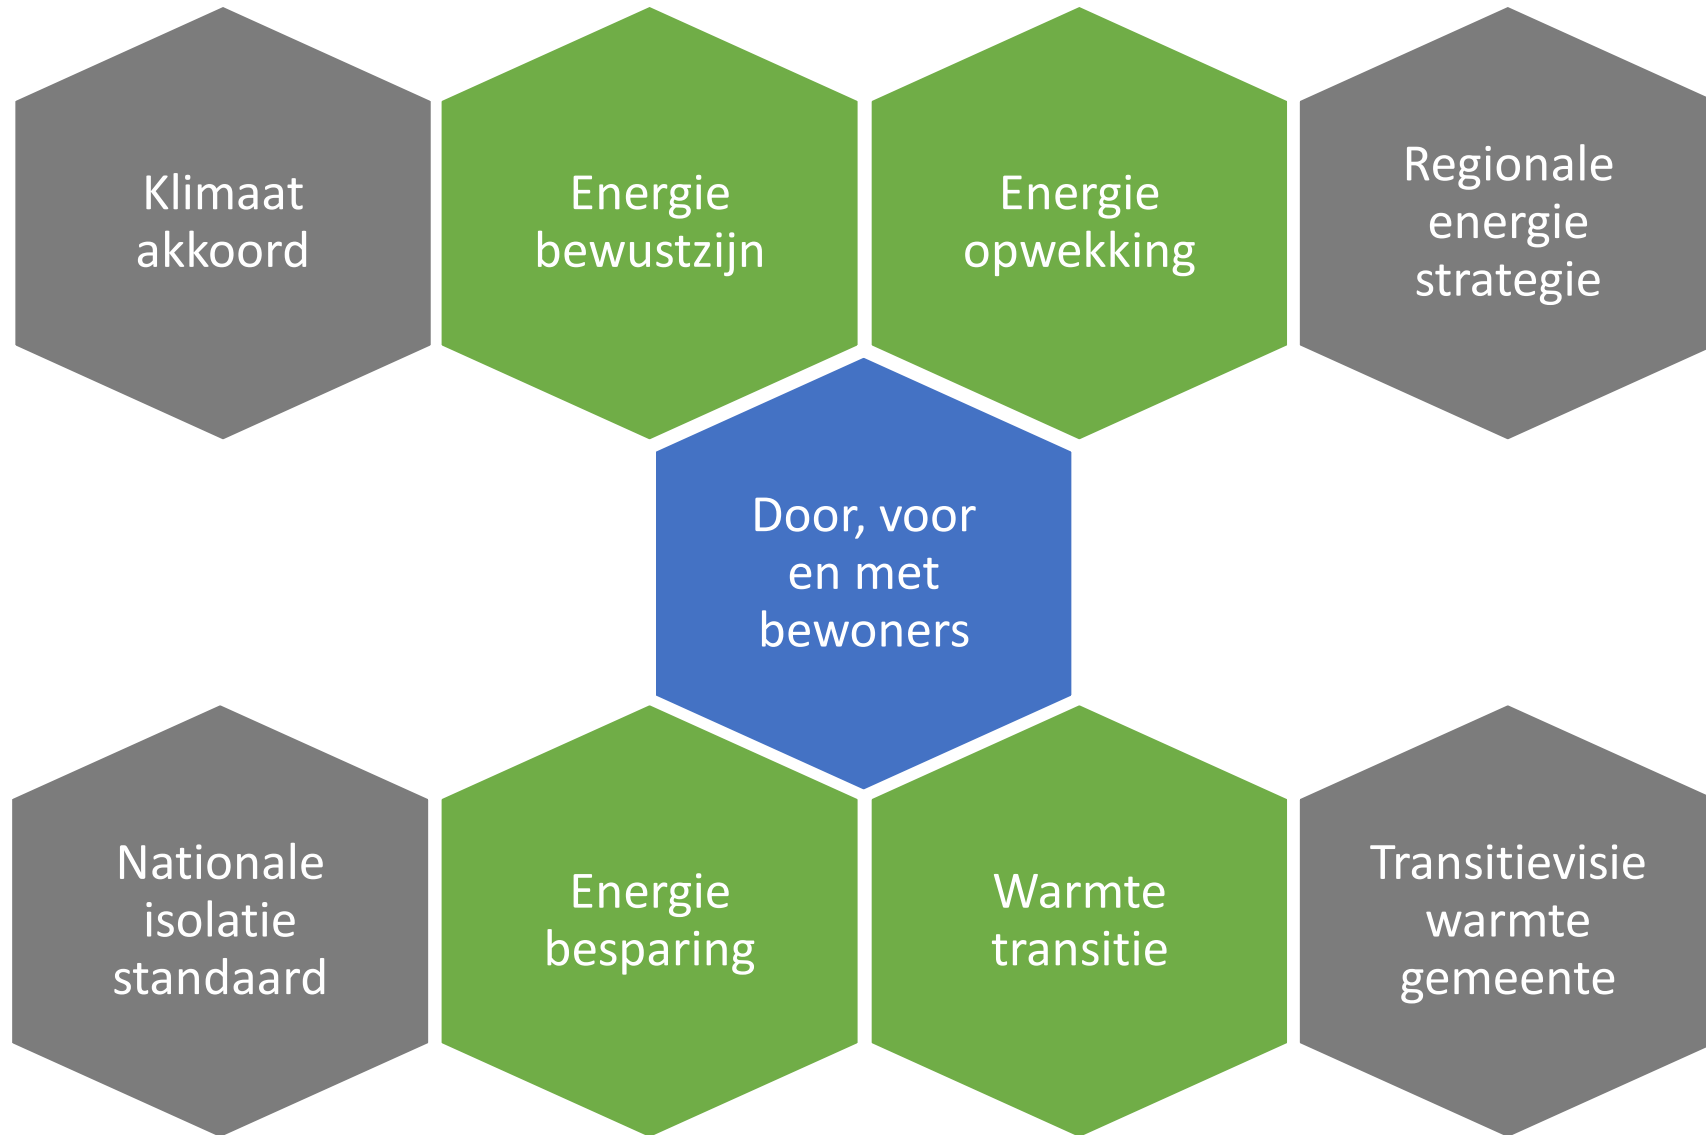 Klimaat
akkoord
Energie
bewustzijn
Energie
opwekking
Regionale
energie
strategie
Door, voor
en met
bewoners
Nationale
isolatie
standaard
Energie
besparing
Warmte
transitie
Transitievisie
warmte
gemeente